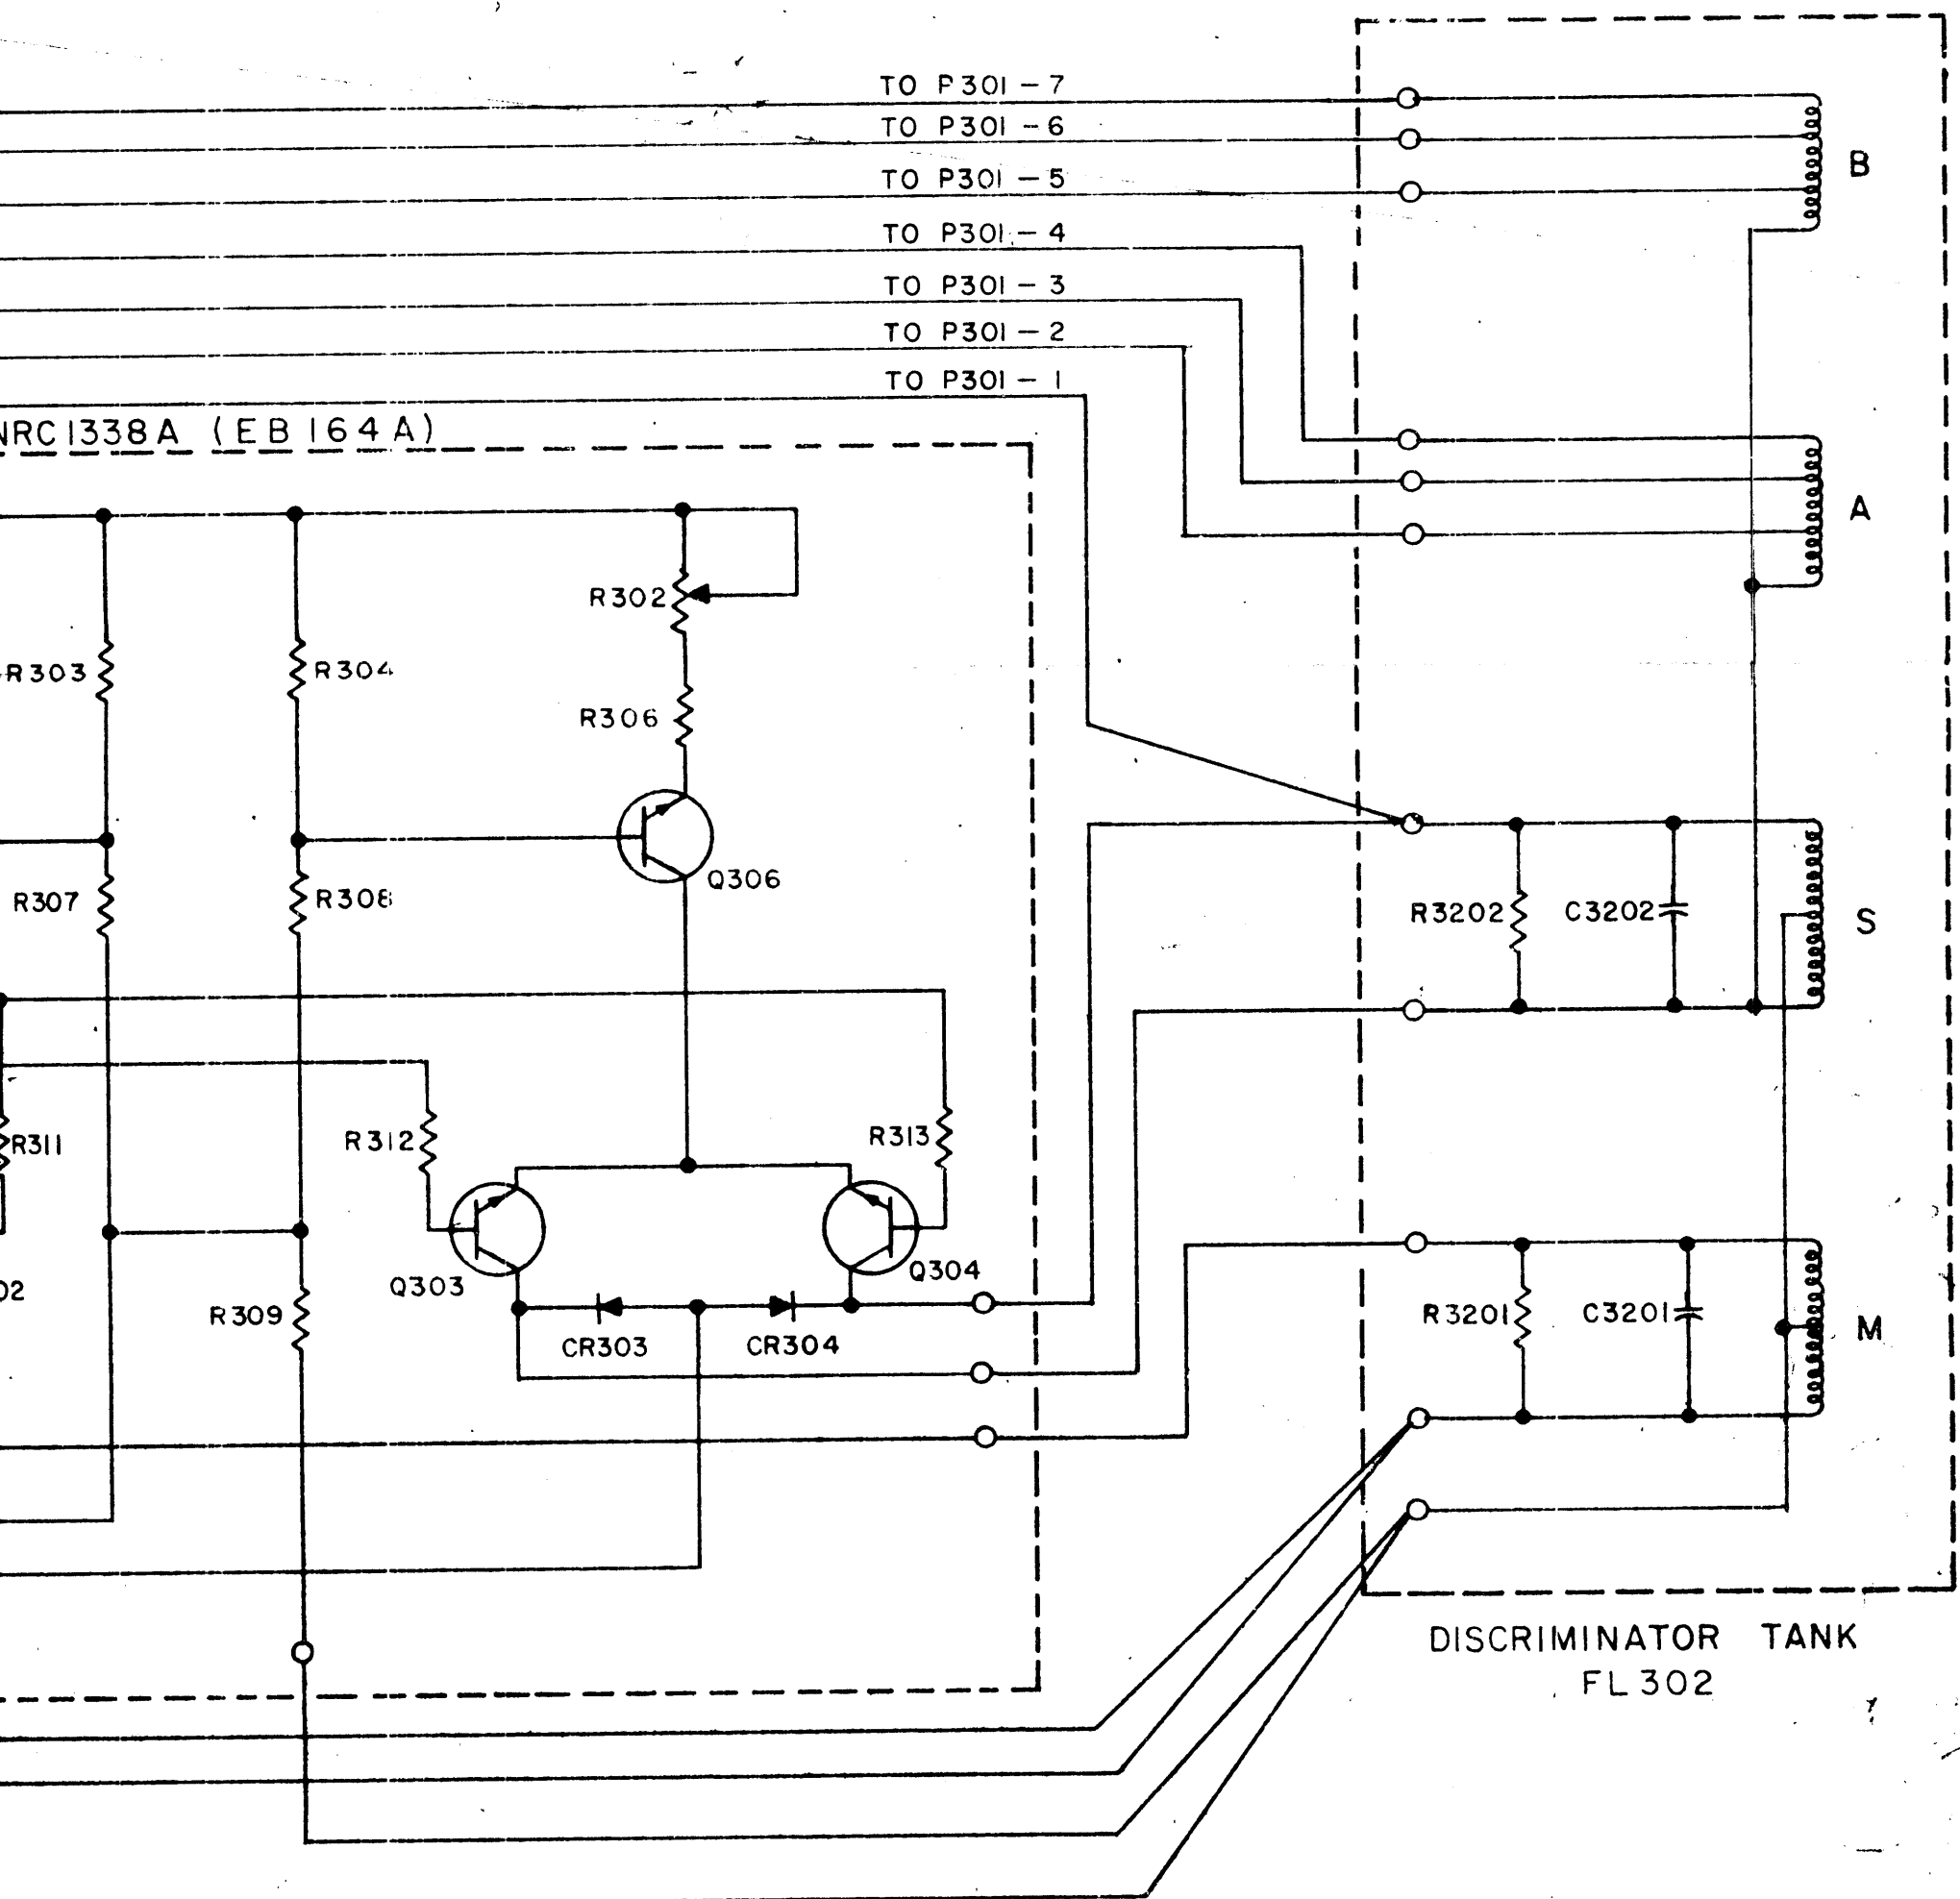 TO P301-7
TO P301-6
B
TO P301-5
TO P301-4
TO P301-3
TO P301-2
TO P301-1
NRC1338A (EB164A)
A
R302
R303
R304
R306
Q306
R307
R308
R3202
C3202
S
R311
R312
R313
Q303
Q304
02
R309
CR303
CR304
R3201
C3201
M
DISCRIMINATOR TANK
FL302